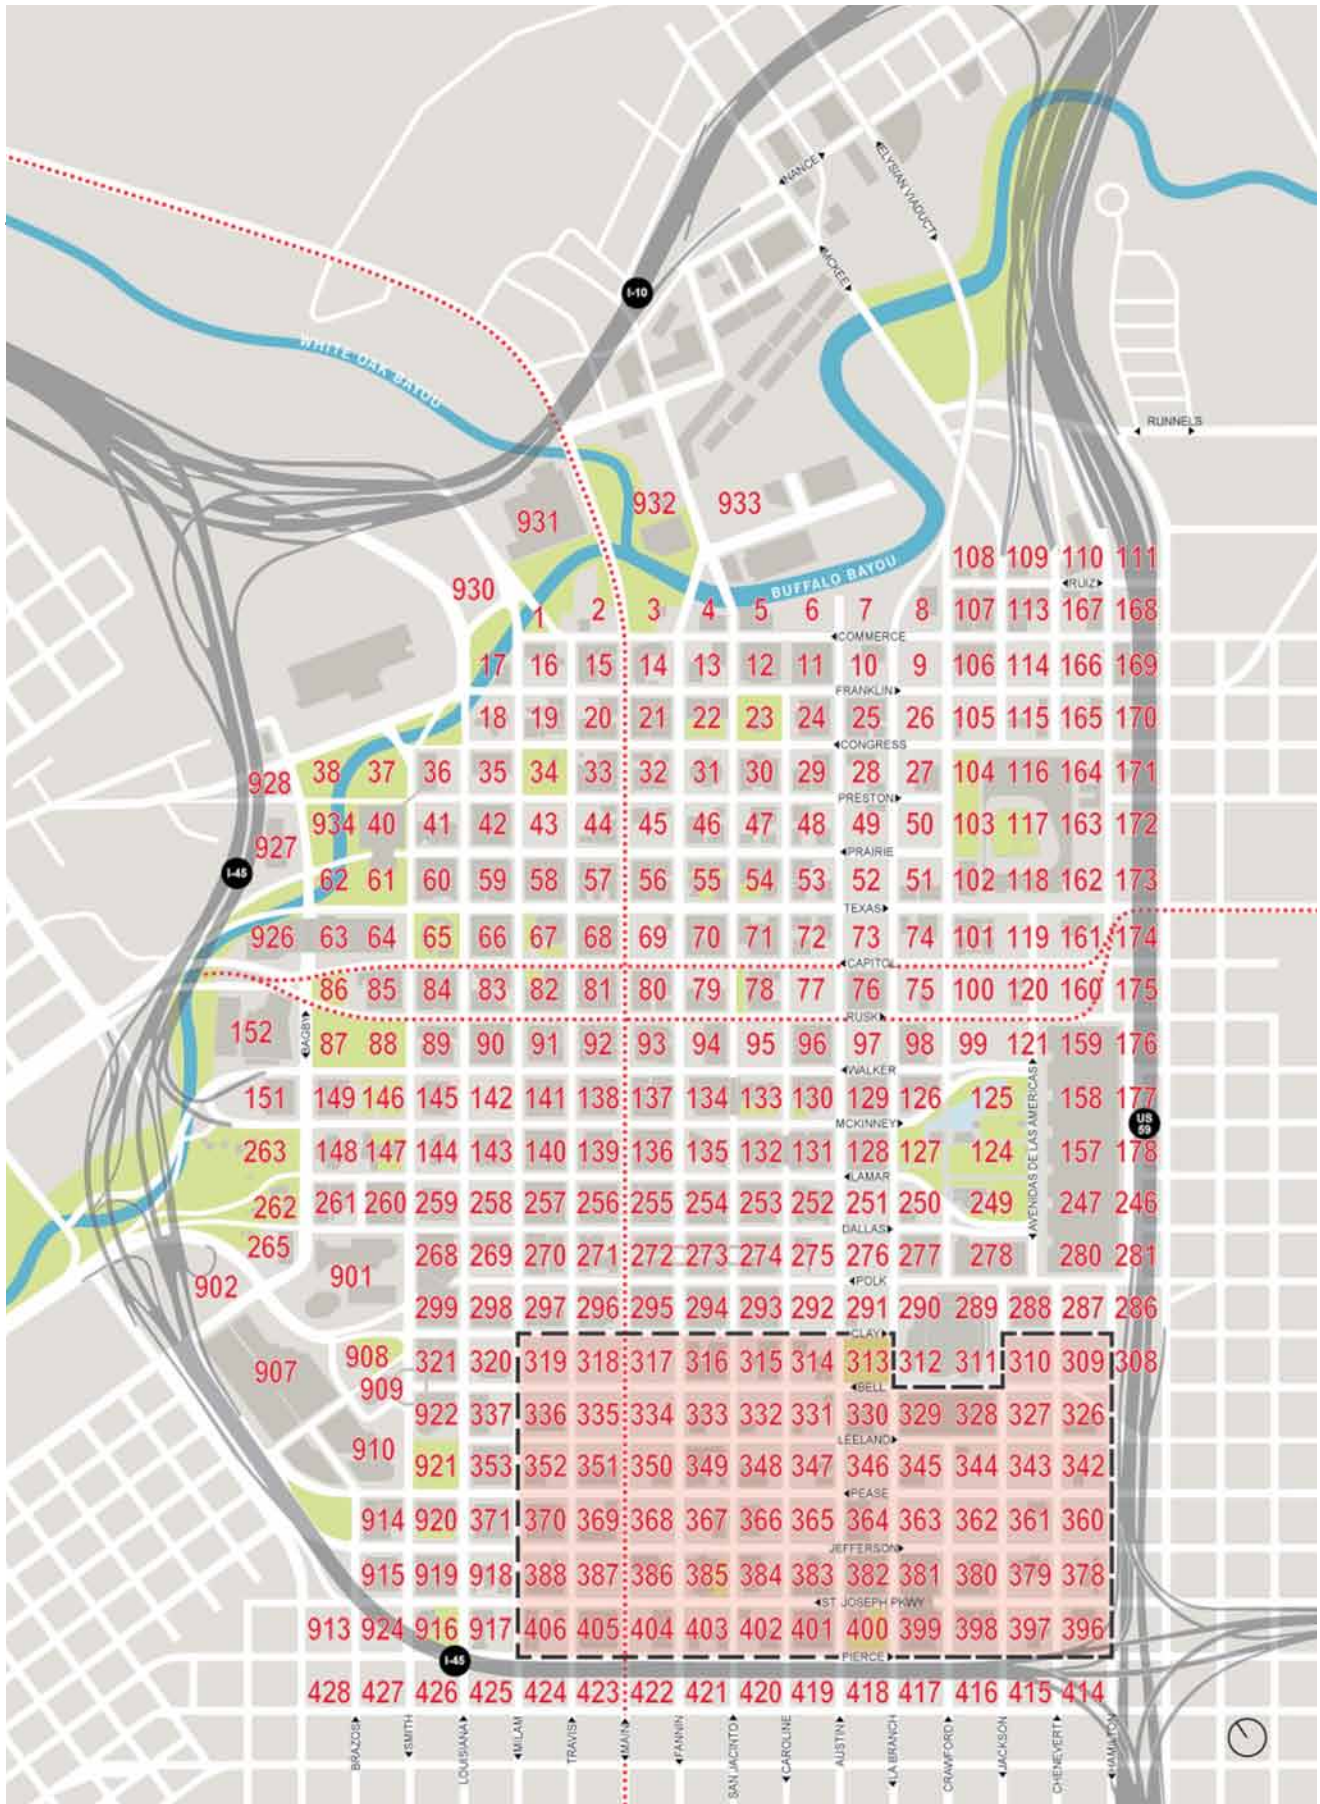 NANCE
ELYSIAN VIADUCT
MCKEE
I-10
WHITE OAK BAYOU
RUNNELS
931 932 933
108 109 110 111
RUIZ
930
BUFFALO BAYOU
1 2 3 4 5 6 7 8 107 113 167 168
COMMERCE
17 16 15 14 13 12 11 10 9 106 114 166 169
FRANKLIN
18 19 20 21 22 23 24 25 26 105 115 165 170
CONGRESS
928 38 37 36 35 34 33 32 31 30 29 28 27 104 116 164 171
PRESTON
927 934 40 41 42 43 44 45 46 47 48 49 50 103 117 163 172
PRAIRIE
I-45
62 61 60 59 58 57 56 55 54 53 52 51 102 118 162 173
TEXAS
926 63 64 65 66 67 68 69 70 71 72 73 74 101 119 161 174
CAPITOL
86 85 84 83 82 81 80 79 78 77 76 75 100 120 160 175
RUSK
152 BAGBY 87 88 89 90 91 92 93 94 95 96 97 98 99 121 159 176
WALKER
151 149 146 145 142 141 138 137 134 133 130 129 126 125 158 177
MCKINNEY
US 59
AVENIDAS DE LAS AMERICAS
263 148 147 144 143 140 139 136 135 132 131 128 127 124 157 178
LAMAR
262 261 260 259 258 257 256 255 254 253 252 251 250 249 247 246
DALLAS
265 268 269 270 271 272 273 274 275 276 277 278 280 281
902 901
POLK
299 298 297 296 295 294 293 292 291 290 289 288 287 286
CLAY
907 908 321 320 319 318 317 316 315 314 313 312 311 310 309 308
BELL
909 922 337 336 335 334 333 332 331 330 329 328 327 326
LEELAND
910 921 353 352 351 350 349 348 347 346 345 344 343 342
PEASE
914 920 371 370 369 368 367 366 365 364 363 362 361 360
JEFFERSON
915 919 918 388 387 386 385 384 383 382 381 380 379 378
ST JOSEPH PKWY
913 924 916 917 406 405 404 403 402 401 400 399 398 397 396
PIERCE
I-45
428 427 426 425 424 423 422 421 420 419 418 417 416 415 414
BRAZOS SMITH LOUISIANA MILAM TRAVIS MAIN FANNIN SAN JACINTO CAROLINE AUSTIN LA BRANCH CRAWFORD JACKSON CHENEVERT HAMILTON